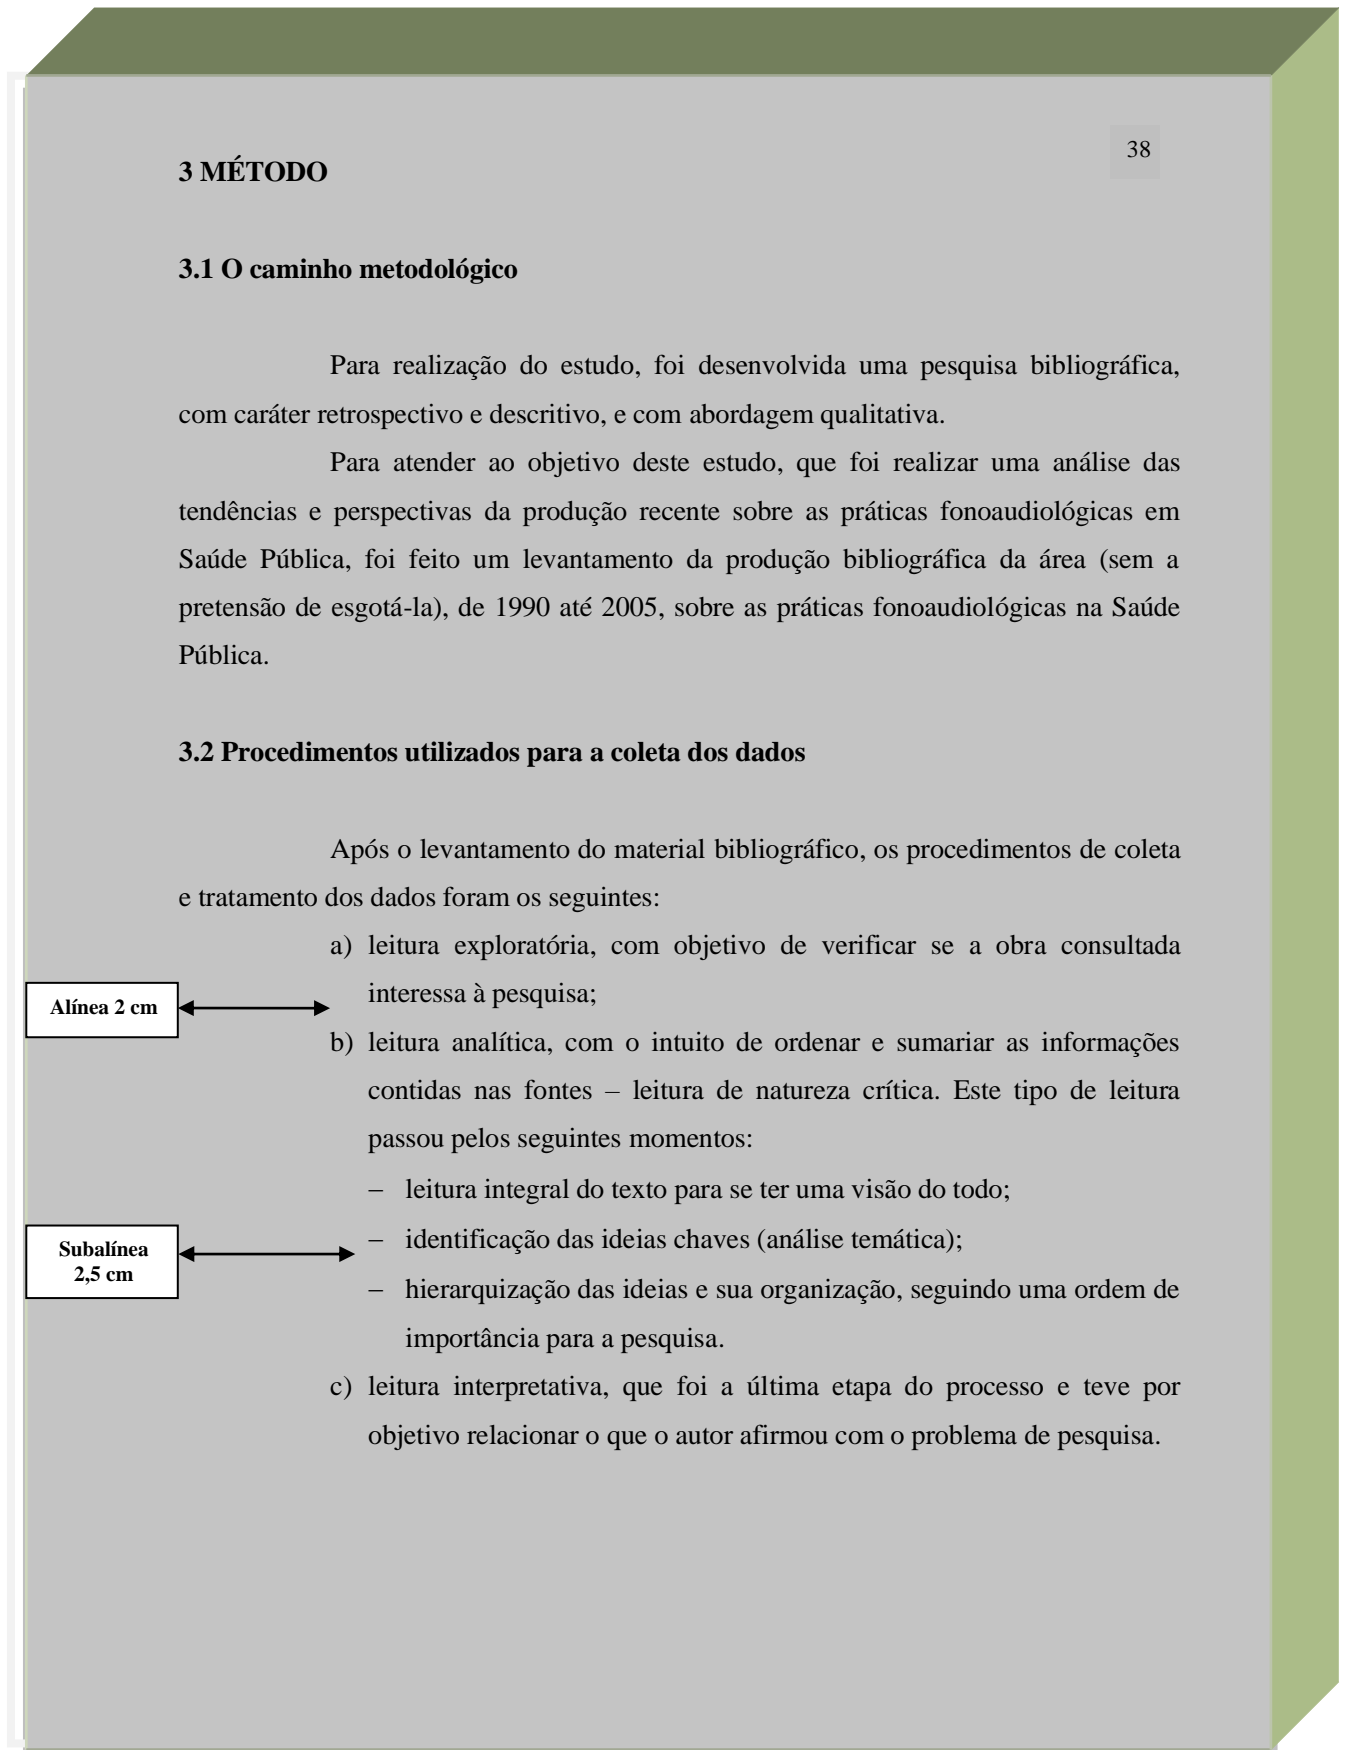 38
3 MÉTODO
3.1 O caminho metodológico
Para realização do estudo, foi desenvolvida uma pesquisa bibliográfica,
com caráter retrospectivo e descritivo, e com abordagem qualitativa.
Para atender ao objetivo deste estudo, que foi realizar uma análise das
tendências e perspectivas da produção recente sobre as práticas fonoaudiológicas em
Saúde Pública, foi feito um levantamento da produção bibliográfica da área (sem a
pretensão de esgotá-la), de 1990 até 2005, sobre as práticas fonoaudiológicas na Saúde
Pública.
3.2 Procedimentos utilizados para a coleta dos dados
Após o levantamento do material bibliográfico, os procedimentos de coleta
e tratamento dos dados foram os seguintes:
a) leitura exploratória, com objetivo de verificar se a obra consultada
interessa à pesquisa;
Alínea 2 cm
b) leitura analítica, com o intuito de ordenar e sumariar as informações
contidas nas fontes – leitura de natureza crítica. Este tipo de leitura
passou pelos seguintes momentos:
– leitura integral do texto para se ter uma visão do todo;
– identificação das ideias chaves (análise temática);
Subalínea
2,5 cm
– hierarquização das ideias e sua organização, seguindo uma ordem de
importância para a pesquisa.
c) leitura interpretativa, que foi a última etapa do processo e teve por
objetivo relacionar o que o autor afirmou com o problema de pesquisa.